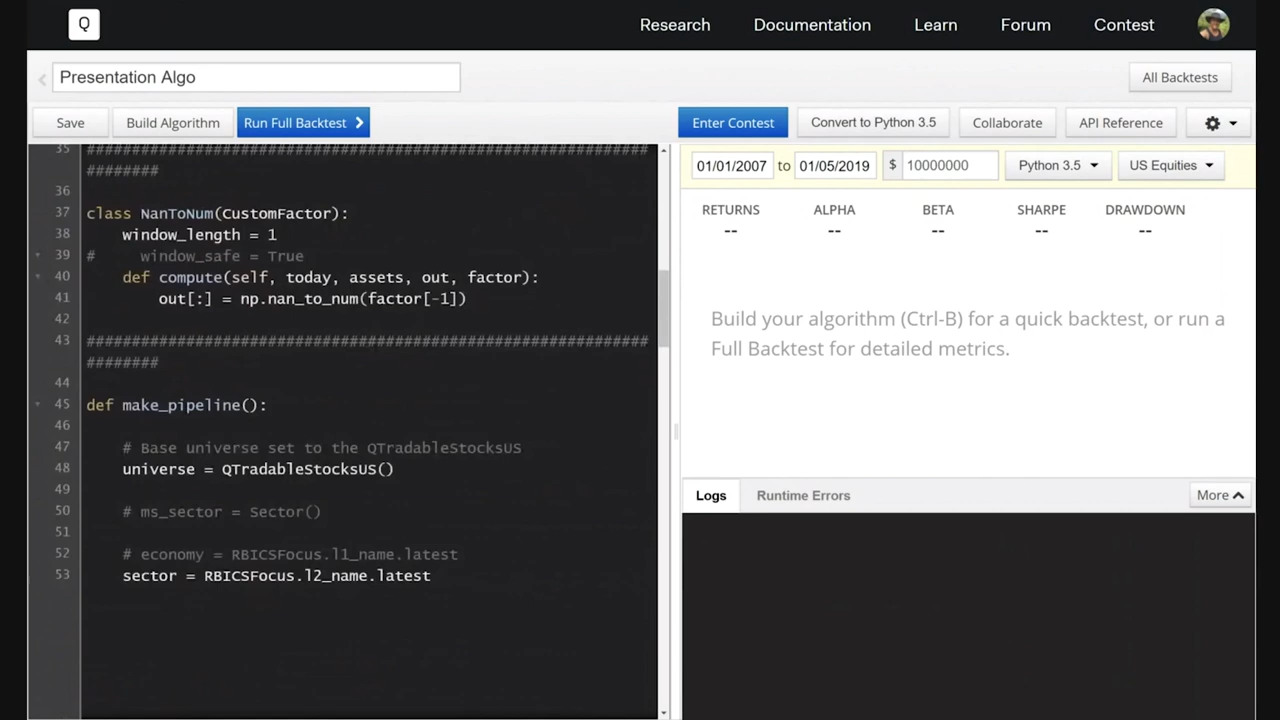 Q Research Documentation Learn Forum Contest
Presentation Algo All Backtests
Save Build Algorithm Run Full Backtest Enter Contest Convert to Python 3.5 Collaborate API Reference
01/01/2007 to 01/05/2019 $ 10000000 Python 3.5 US Equities
RETURNS ALPHA BETA SHARPE DRAWDOWN
-- -- -- -- --
Build your algorithm (Ctrl-B) for a quick backtest, or run a
Full Backtest for detailed metrics.
Logs Runtime Errors More
35 ##############################################################
########
36
37 class NanToNum(CustomFactor):
38     window_length = 1
39 #     window_safe = True
40     def compute(self, today, assets, out, factor):
41         out[:] = np.nan_to_num(factor[-1])
42
43 ##############################################################
########
44
45 def make_pipeline():
46
47     # Base universe set to the QTradableStocksUS
48     universe = QTradableStocksUS()
49
50     # ms_sector = Sector()
51
52     # economy = RBICSFocus.l1_name.latest
53     sector = RBICSFocus.l2_name.latest